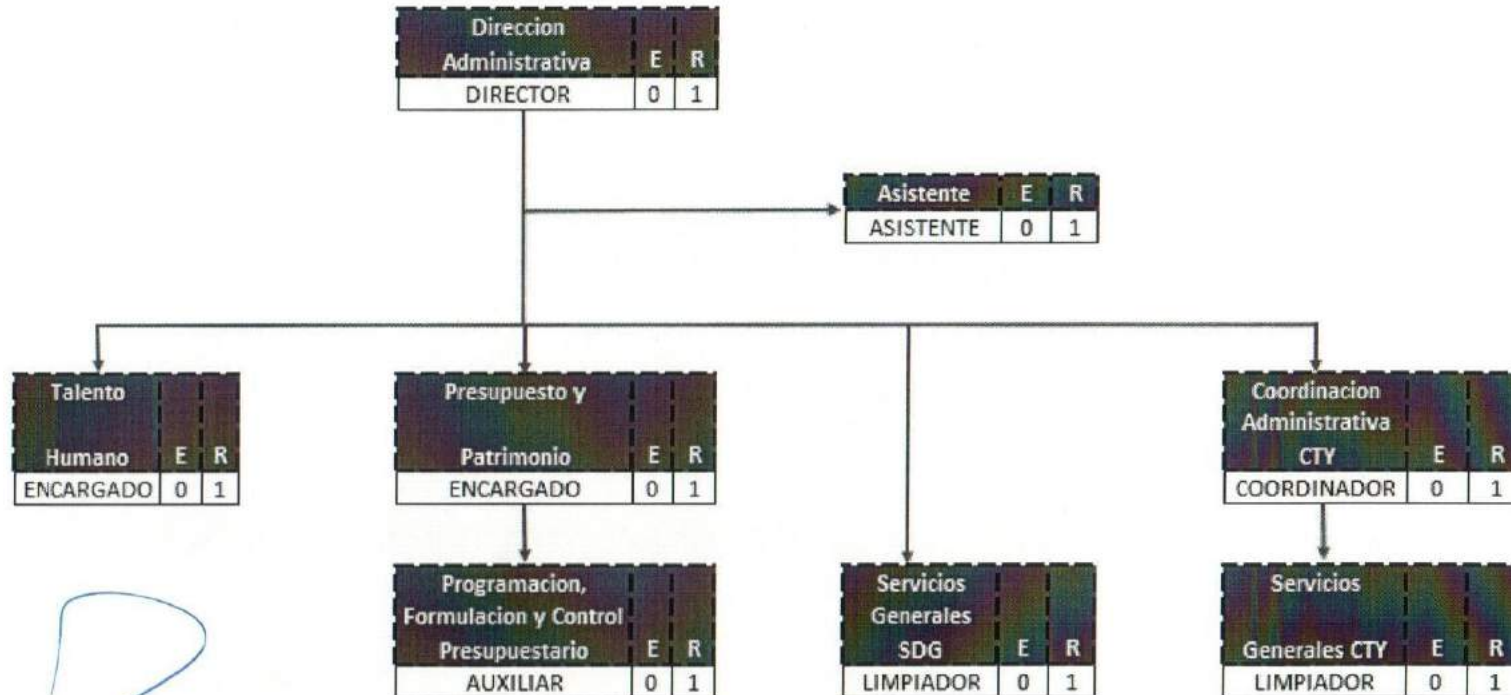 Direccion
Administrativa E R
DIRECTOR 0 1
Asistente E R
ASISTENTE 0 1
Talento
Humano E R
ENCARGADO 0 1
Presupuesto y
Patrimonio E R
ENCARGADO 0 1
Coordinacion
Administrativa
CTY E R
COORDINADOR 0 1
Programacion,
Formulacion y Control
Presupuestario E R
AUXILIAR 0 1
Servicios
Generales
SDG E R
LIMPIADOR 0 1
Servicios
Generales CTY E R
LIMPIADOR 0 1